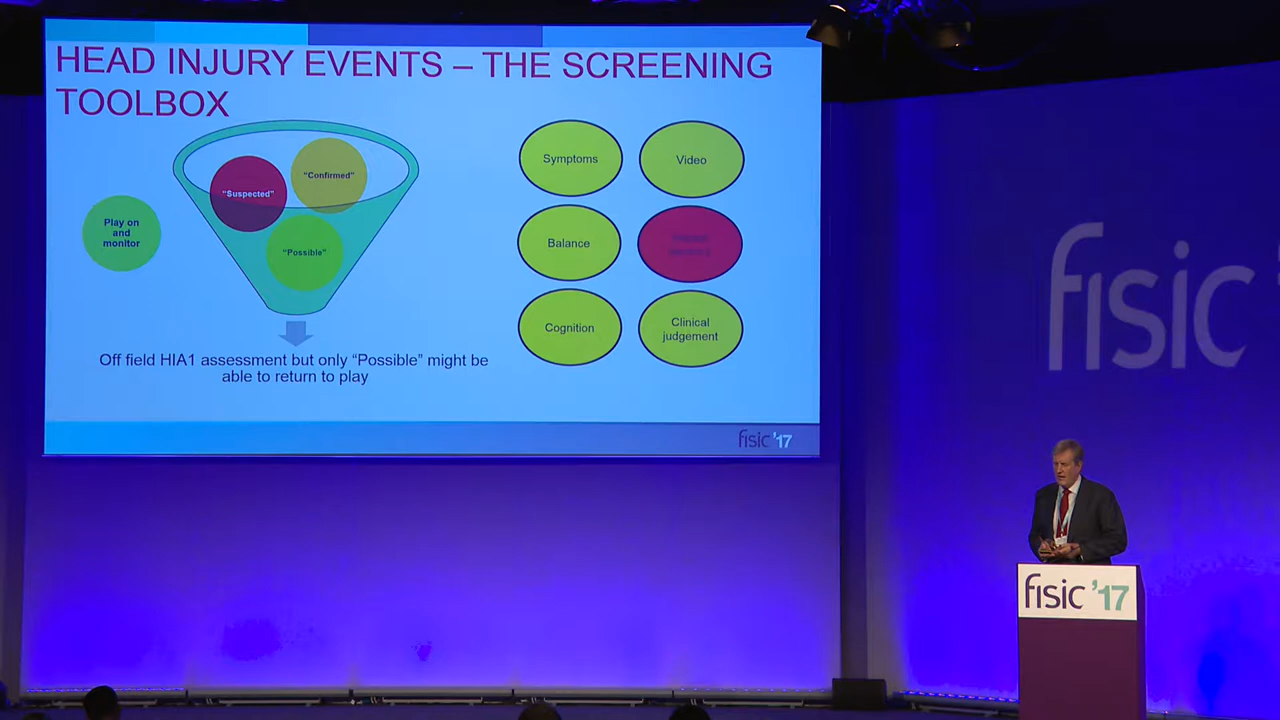 HEAD INJURY EVENTS – THE SCREENING
TOOLBOX
"Suspected"
"Confirmed"
"Possible"
Play on
and
monitor
Off field HIA1 assessment but only "Possible" might be
able to return to play
Symptoms
Video
Balance
Cognition
Clinical
judgement
fisic '17
fisic '
fisic '17